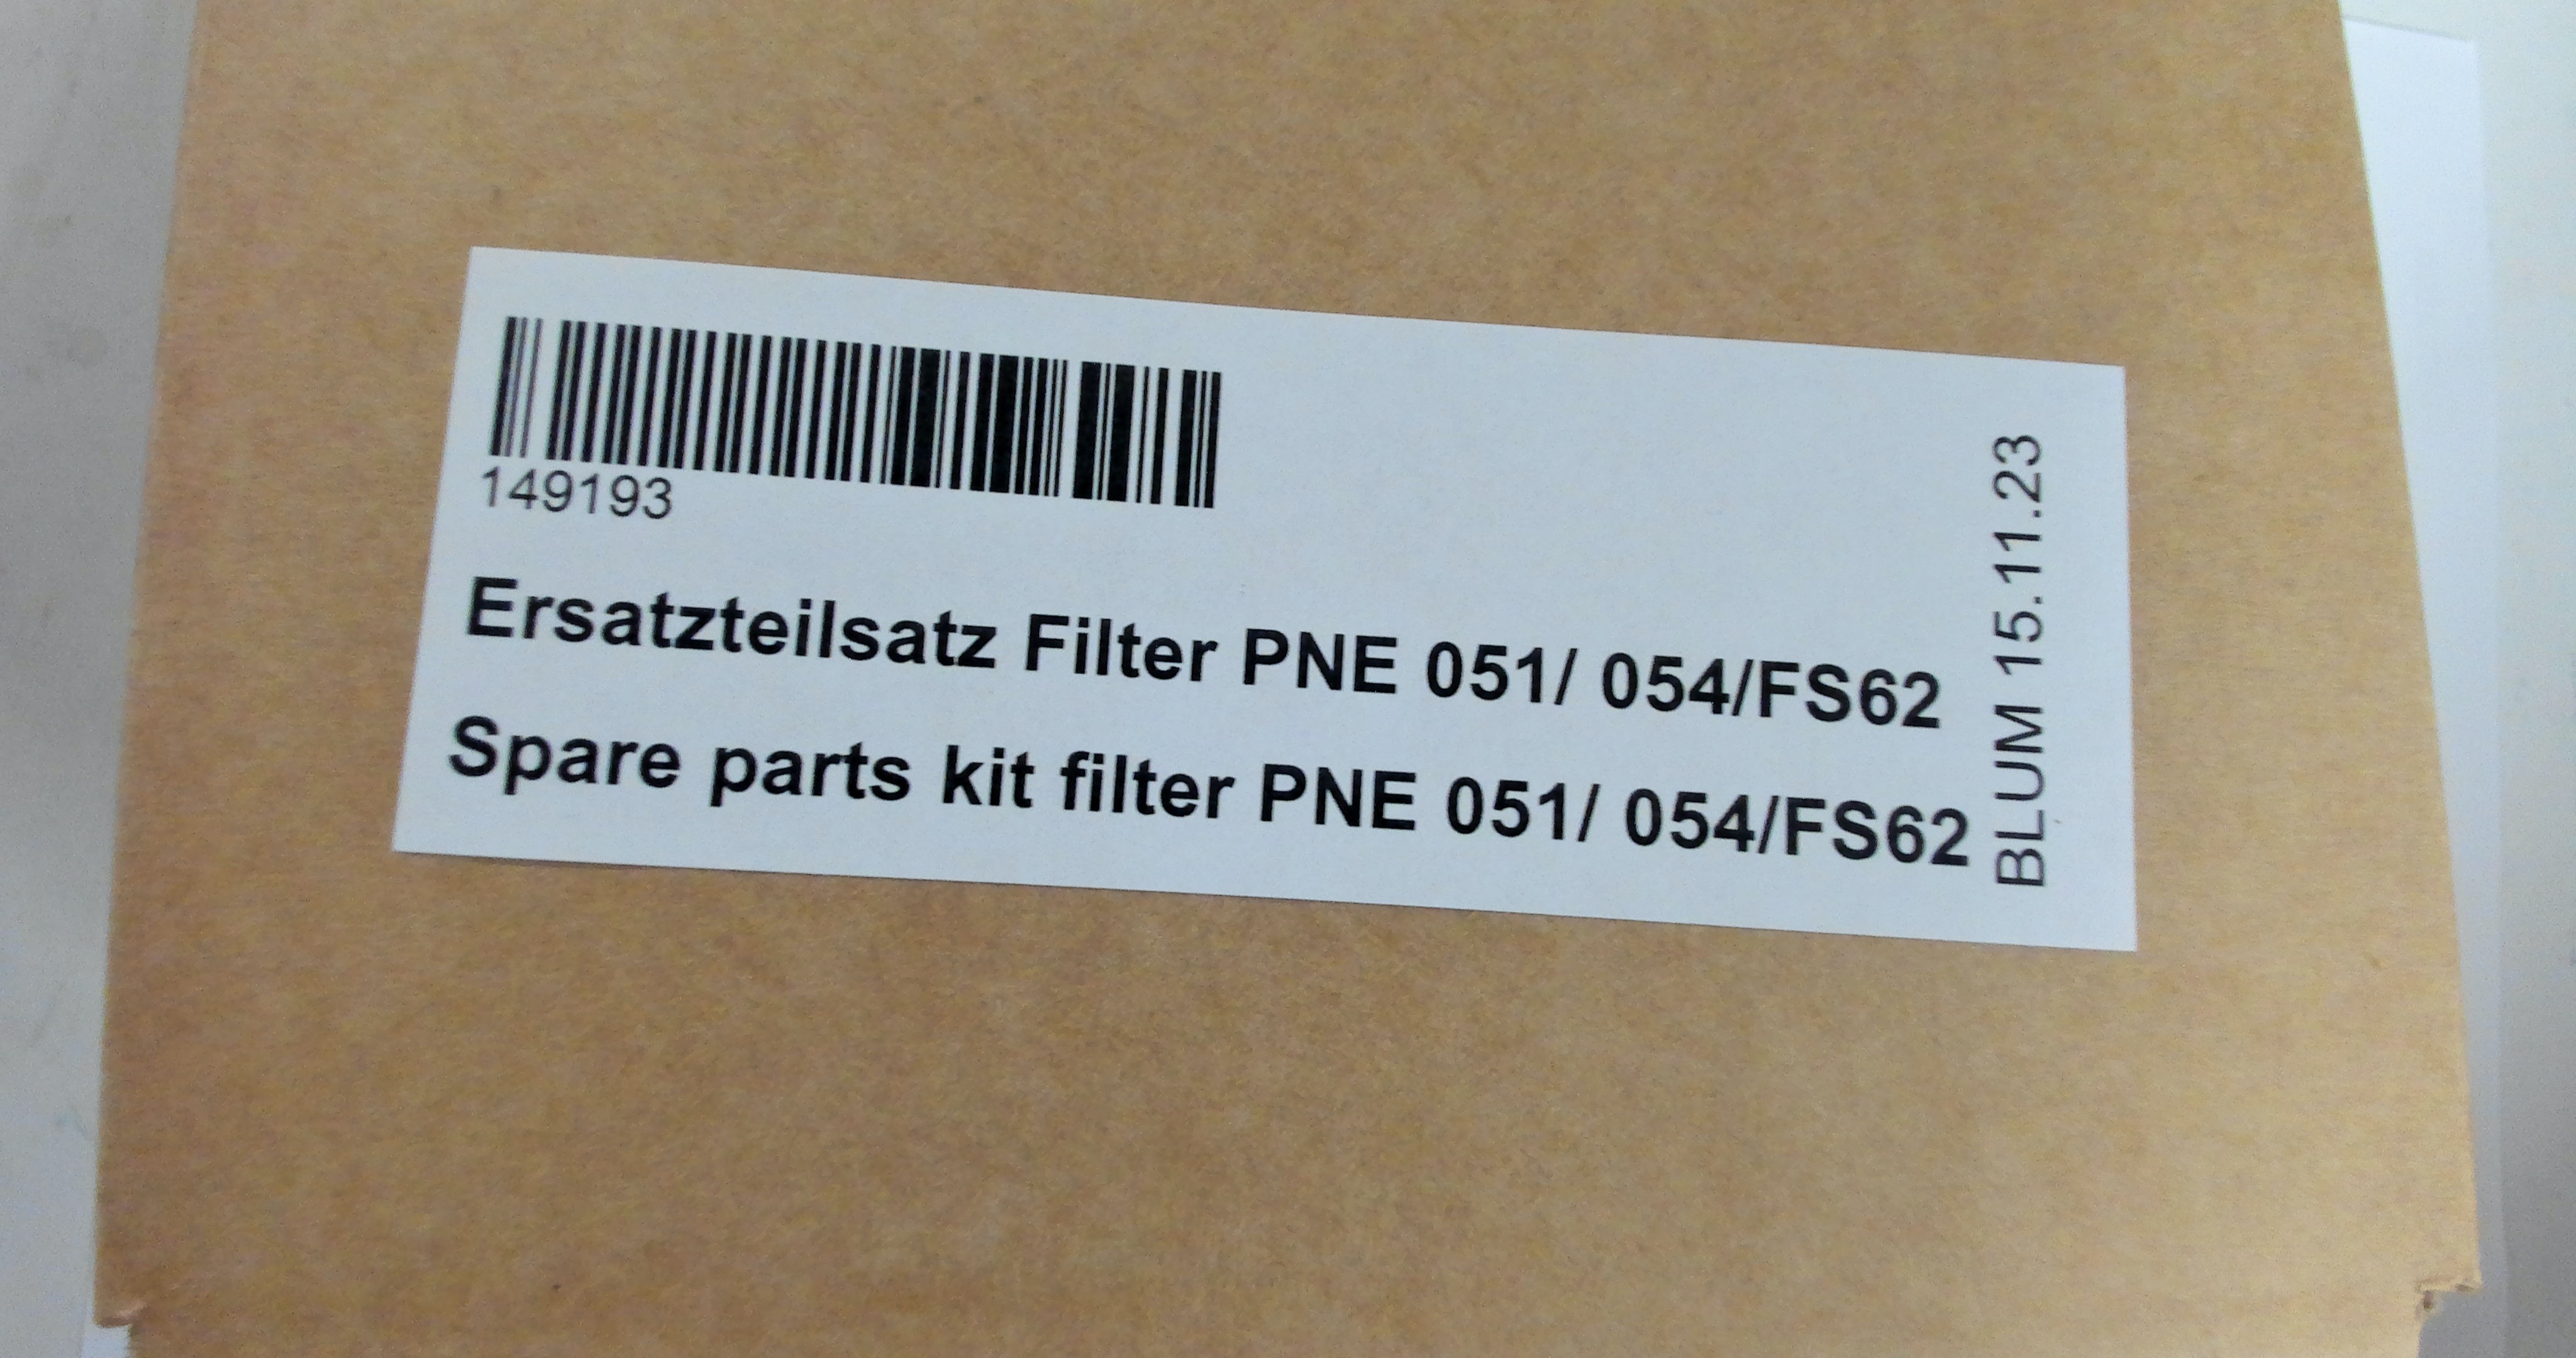 149193
Ersatzteilsatz Filter PNE 051/ 054/FS62
Spare parts kit filter PNE 051/ 054/FS62
BLUM 15.11.23